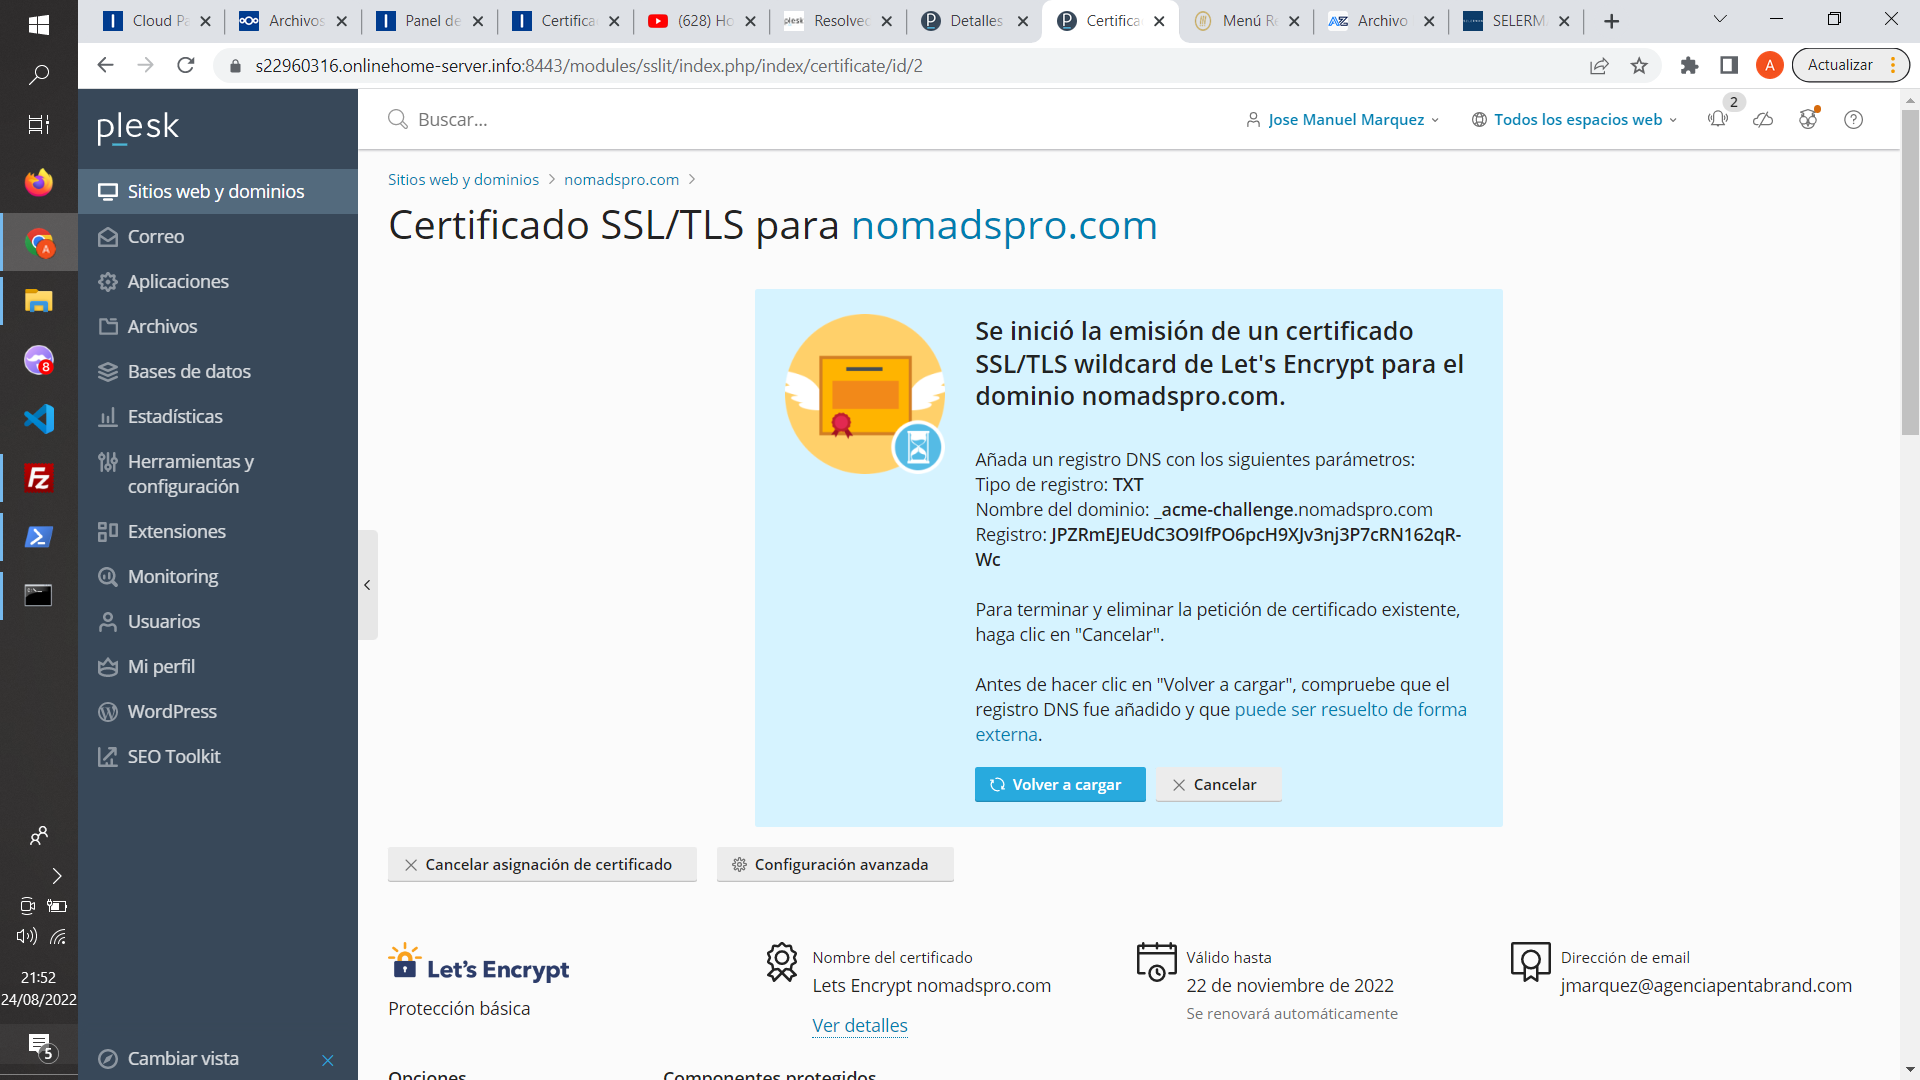 Cloud Pa
Archivos
Panel de
Certifica
(628) Ho
plesk
Resolved
Detalles
Certifica
Menú Re
Archivo
SELERMA
s22960316.onlinehome-server.info:8443/modules/sslit/index.php/index/certificate/id/2
A
Actualizar
plesk
Buscar...
Jose Manuel Marquez
Todos los espacios web
2
Sitios web y dominios
Correo
Aplicaciones
Archivos
Bases de datos
Estadísticas
Herramientas y
configuración
Extensiones
Monitoring
Usuarios
Mi perfil
WordPress
SEO Toolkit
Cambiar vista
Sitios web y dominios > nomadspro.com >
Certificado SSL/TLS para nomadspro.com
Se inició la emisión de un certificado
SSL/TLS wildcard de Let's Encrypt para el
dominio nomadspro.com.
Añada un registro DNS con los siguientes parámetros:
Tipo de registro: TXT
Nombre del dominio: _acme-challenge.nomadspro.com
Registro: JPZRmEJEUdC3O9IfPO6pcH9XJv3nj3P7cRN162qR-
Wc
Para terminar y eliminar la petición de certificado existente,
haga clic en "Cancelar".
Antes de hacer clic en "Volver a cargar", compruebe que el
registro DNS fue añadido y que puede ser resuelto de forma
externa.
Volver a cargar
Cancelar
Cancelar asignación de certificado
Configuración avanzada
Let's Encrypt
Protección básica
Nombre del certificado
Lets Encrypt nomadspro.com
Ver detalles
Válido hasta
22 de noviembre de 2022
Se renovará automáticamente
Dirección de email
jmarquez@agenciapentabrand.com
Opciones
Componentes protegidos
8
21:52
24/08/2022
5